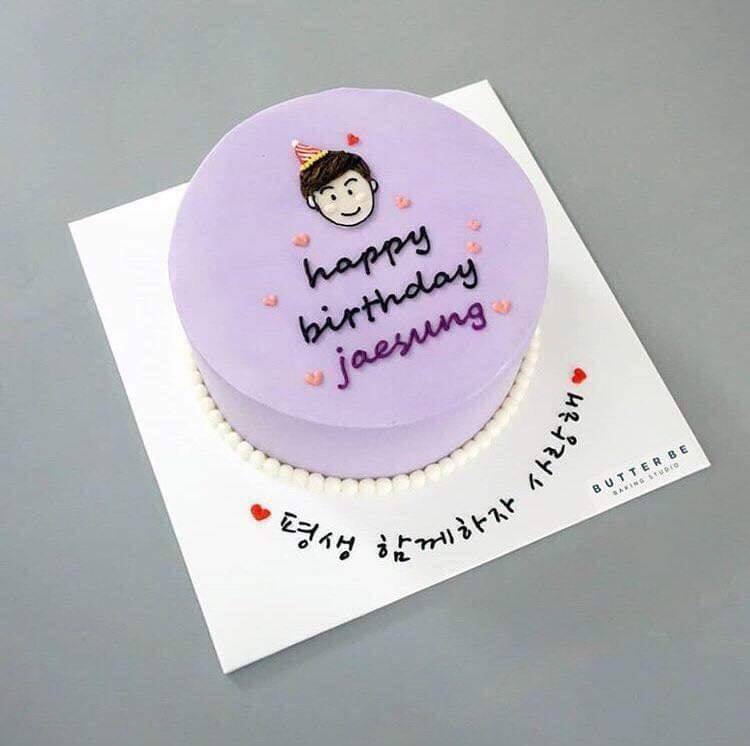 happy
birthday
jaesung
평생 함께하자 사랑해
BUTTER BE
BAKING STUDIO